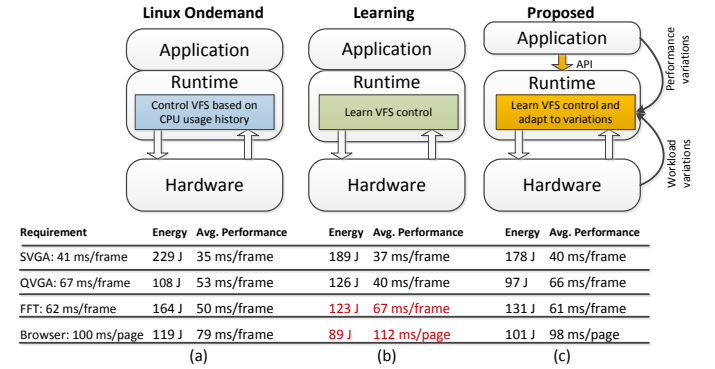 Linux Ondemand
Learning
Proposed
Application
Runtime
Control VFS based on
CPU usage history
Hardware
Application
Runtime
Learn VFS control
Hardware
Application
API
Runtime
Learn VFS control and
adapt to variations
Hardware
Performance
variations
Workload
variations
Requirement Energy Avg. Performance Energy Avg. Performance Energy Avg. Performance
SVGA: 41 ms/frame 229 J 35 ms/frame 189 J 37 ms/frame 178 J 40 ms/frame
QVGA: 67 ms/frame 108 J 53 ms/frame 126 J 40 ms/frame 97 J 66 ms/frame
FFT: 62 ms/frame 164 J 50 ms/frame 123 J 67 ms/frame 131 J 61 ms/frame
Browser: 100 ms/page 119 J 79 ms/frame 89 J 112 ms/page 101 J 98 ms/page
(a) (b) (c)